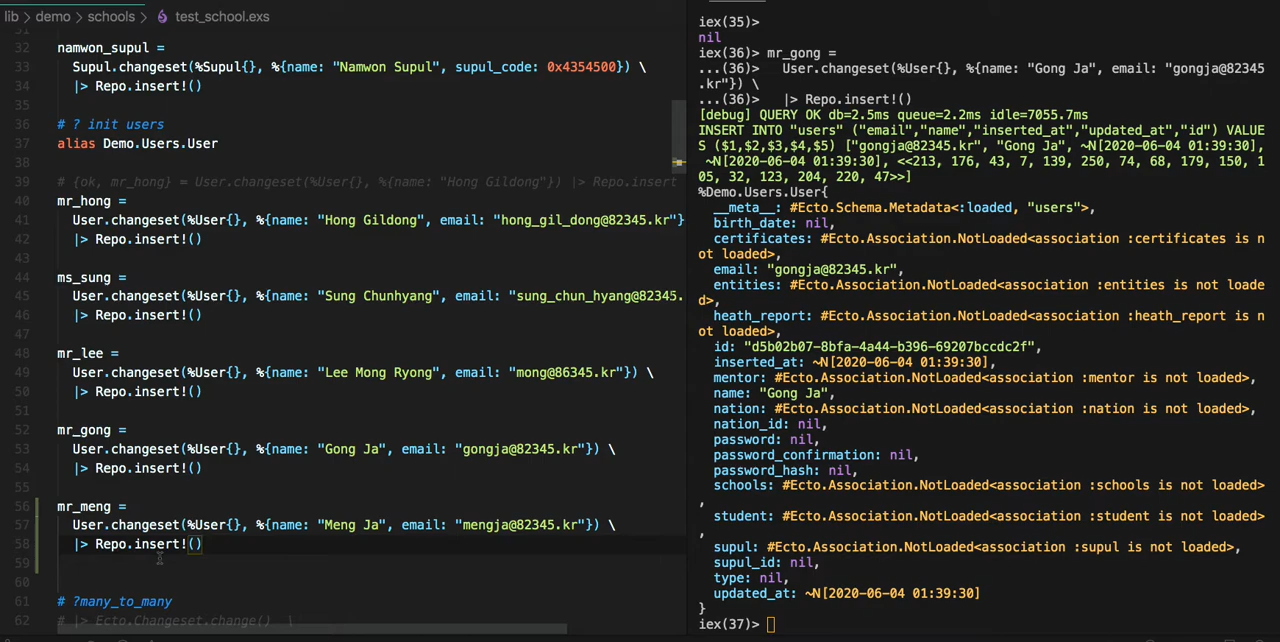 lib > demo > schools > test_school.exs
32 namwon_supul =
33 Supul.changeset(%Supul{}, %{name: "Namwon Supul", supul_code: 0x4354500}) \
34 |> Repo.insert!()
35
36 # ? init users
37 alias Demo.Users.User
38
39 # {ok, mr_hong} = User.changeset(%User{}, %{name: "Hong Gildong"}) |> Repo.insert
40 mr_hong =
41 User.changeset(%User{}, %{name: "Hong Gildong", email: "hong_gil_dong@82345.kr"}
42 |> Repo.insert!()
43
44 ms_sung =
45 User.changeset(%User{}, %{name: "Sung Chunhyang", email: "sung_chun_hyang@82345.
46 |> Repo.insert!()
47
48 mr_lee =
49 User.changeset(%User{}, %{name: "Lee Mong Ryong", email: "mong@86345.kr"}) \
50 |> Repo.insert!()
51
52 mr_gong =
53 User.changeset(%User{}, %{name: "Gong Ja", email: "gongja@82345.kr"}) \
54 |> Repo.insert!()
55
56 mr_meng =
57 User.changeset(%User{}, %{name: "Meng Ja", email: "mengja@82345.kr"}) \
58 |> Repo.insert!()
59
60
61 # ?many_to_many
62 # |> Ecto.Changeset.change() \
iex(35)>
nil
iex(36)> mr_gong =
...(36)> User.changeset(%User{}, %{name: "Gong Ja", email: "gongja@82345
.kr"}) \
...(36)> |> Repo.insert!()
[debug] QUERY OK db=2.5ms queue=2.2ms idle=7055.7ms
INSERT INTO "users" ("email","name","inserted_at","updated_at","id") VALUE
S ($1,$2,$3,$4,$5) ["gongja@82345.kr", "Gong Ja", ~N[2020-06-04 01:39:30],
~N[2020-06-04 01:39:30], <<213, 176, 43, 7, 139, 250, 74, 68, 179, 150, 1
05, 32, 123, 204, 220, 47>>]
%Demo.Users.User{
__meta__: #Ecto.Schema.Metadata<:loaded, "users">,
birth_date: nil,
certificates: #Ecto.Association.NotLoaded<association :certificates is n
ot loaded>,
email: "gongja@82345.kr",
entities: #Ecto.Association.NotLoaded<association :entities is not loade
d>,
heath_report: #Ecto.Association.NotLoaded<association :heath_report is n
ot loaded>,
id: "d5b02b07-8bfa-4a44-b396-69207bccdc2f",
inserted_at: ~N[2020-06-04 01:39:30],
mentor: #Ecto.Association.NotLoaded<association :mentor is not loaded>,
name: "Gong Ja",
nation: #Ecto.Association.NotLoaded<association :nation is not loaded>,
nation_id: nil,
password: nil,
password_confirmation: nil,
password_hash: nil,
schools: #Ecto.Association.NotLoaded<association :schools is not loaded>
,
student: #Ecto.Association.NotLoaded<association :student is not loaded>
,
supul: #Ecto.Association.NotLoaded<association :supul is not loaded>,
supul_id: nil,
type: nil,
updated_at: ~N[2020-06-04 01:39:30]
}
iex(37)>